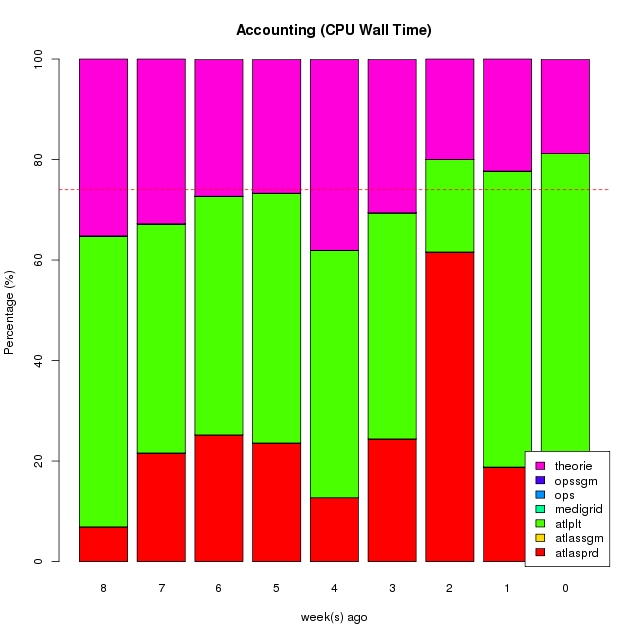 Accounting (CPU Wall Time)
Percentage (%)
100
80
60
40
20
0
theorie
opssgm
ops
medigrid
atlplt
atlassgm
atlasprd
8 7 6 5 4 3 2 1 0
week(s) ago